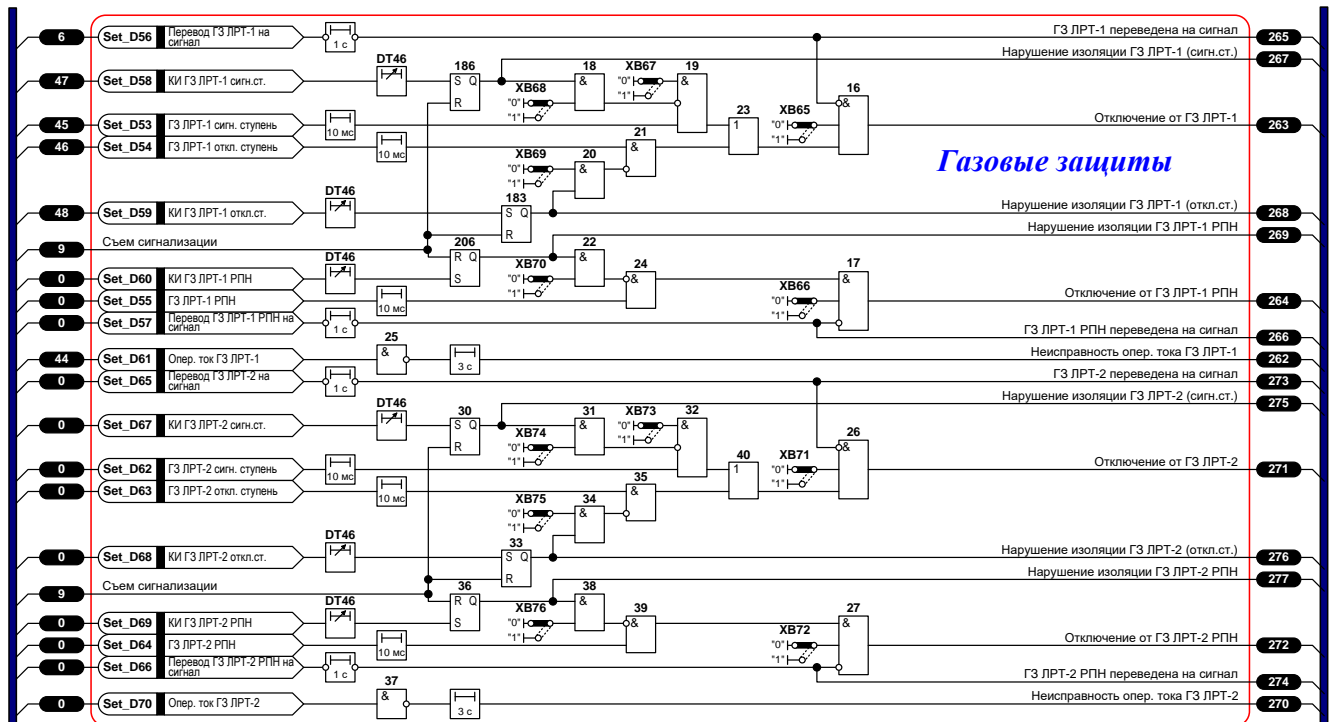 6 Set_D56 Перевод ГЗ ЛРТ-1 на сигнал 1 с ГЗ ЛРТ-1 переведена на сигнал 265
Нарушение изоляции ГЗ ЛРТ-1 (сигн.ст.) 267
47 Set_D58 КИ ГЗ ЛРТ-1 сигн.ст. DT46 186 S Q R 18 & XB68 "0" "1" XB67 "0" "1" 19 & 16 &
45 Set_D53 ГЗ ЛРТ-1 сигн. ступень 10 мс 23 1 XB65 "0" "1" Отключение от ГЗ ЛРТ-1 263
46 Set_D54 ГЗ ЛРТ-1 откл. ступень 10 мс 21 &
Газовые защиты
XB69 "0" "1" 20 &
48 Set_D59 КИ ГЗ ЛРТ-1 откл.ст. DT46 183 S Q R Нарушение изоляции ГЗ ЛРТ-1 (откл.ст.) 268
9 Съем сигнализации 206 R Q S 22 & Нарушение изоляции ГЗ ЛРТ-1 РПН 269
0 Set_D60 КИ ГЗ ЛРТ-1 РПН DT46 XB70 "0" "1" 24 & 17 &
0 Set_D55 ГЗ ЛРТ-1 РПН 10 мс XB66 "0" "1" Отключение от ГЗ ЛРТ-1 РПН 264
0 Set_D57 Перевод ГЗ ЛРТ-1 РПН на сигнал 1 с ГЗ ЛРТ-1 РПН переведена на сигнал 266
44 Set_D61 Опер. ток ГЗ ЛРТ-1 25 & 3 с Неисправность опер. тока ГЗ ЛРТ-1 262
0 Set_D65 Перевод ГЗ ЛРТ-2 на сигнал 1 с ГЗ ЛРТ-2 переведена на сигнал 273
Нарушение изоляции ГЗ ЛРТ-2 (сигн.ст.) 275
0 Set_D67 КИ ГЗ ЛРТ-2 сигн.ст. DT46 30 S Q R 31 & XB74 "0" "1" XB73 "0" "1" 32 & 26 &
0 Set_D62 ГЗ ЛРТ-2 сигн. ступень 10 мс 40 1 XB71 "0" "1" Отключение от ГЗ ЛРТ-2 271
0 Set_D63 ГЗ ЛРТ-2 откл. ступень 10 мс 35 &
XB75 "0" "1" 34 &
0 Set_D68 КИ ГЗ ЛРТ-2 откл.ст. DT46 33 S Q R Нарушение изоляции ГЗ ЛРТ-2 (откл.ст.) 276
9 Съем сигнализации 36 R Q S 38 & Нарушение изоляции ГЗ ЛРТ-2 РПН 277
0 Set_D69 КИ ГЗ ЛРТ-2 РПН DT46 XB76 "0" "1" 39 & 27 &
0 Set_D64 ГЗ ЛРТ-2 РПН 10 мс XB72 "0" "1" Отключение от ГЗ ЛРТ-2 РПН 272
0 Set_D66 Перевод ГЗ ЛРТ-2 РПН на сигнал 1 с ГЗ ЛРТ-2 РПН переведена на сигнал 274
0 Set_D70 Опер. ток ГЗ ЛРТ-2 37 & 3 с Неисправность опер. тока ГЗ ЛРТ-2 270